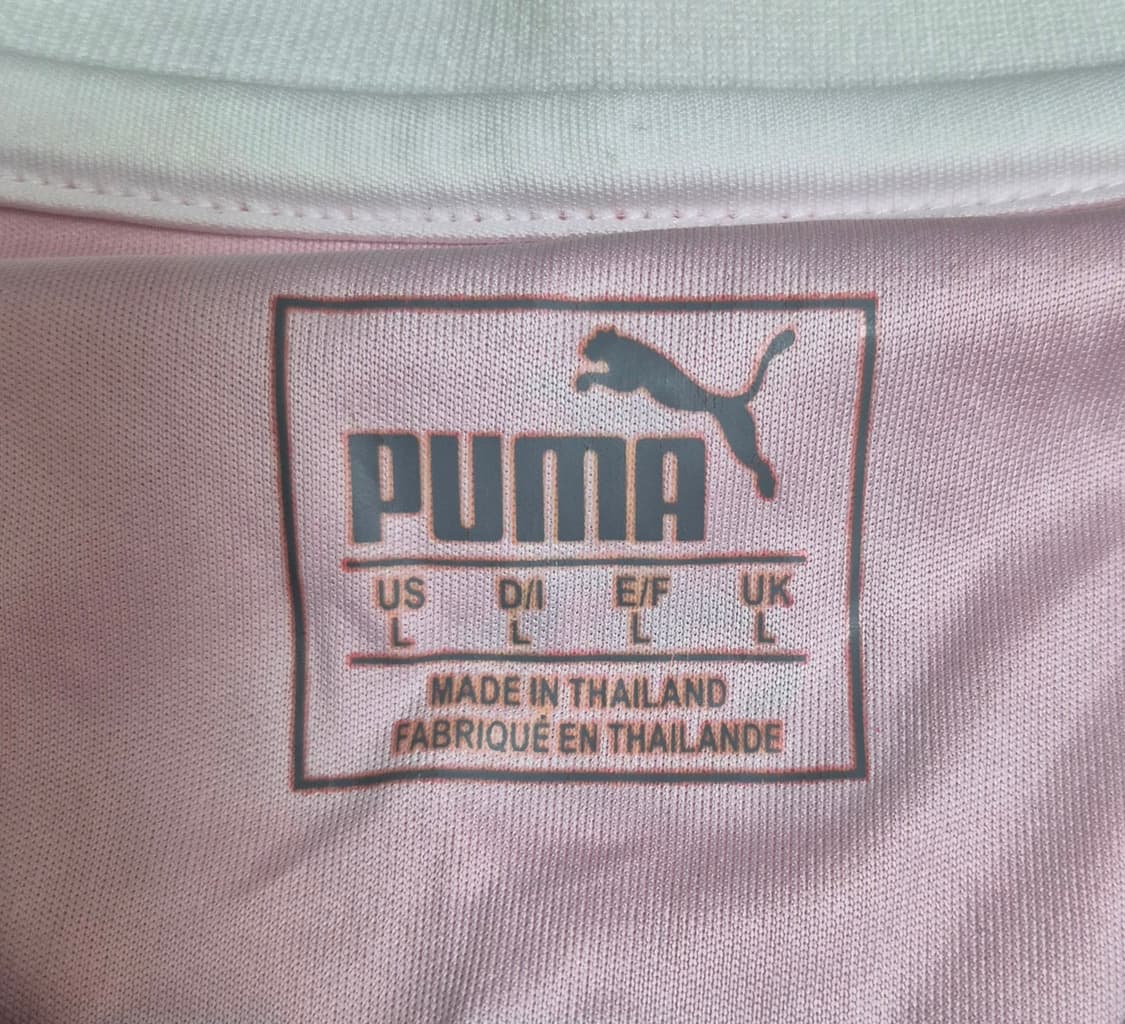 PUMA
US D/I E/F UK
L L L L
MADE IN THAILAND
FABRIQUÉ EN THAILANDE